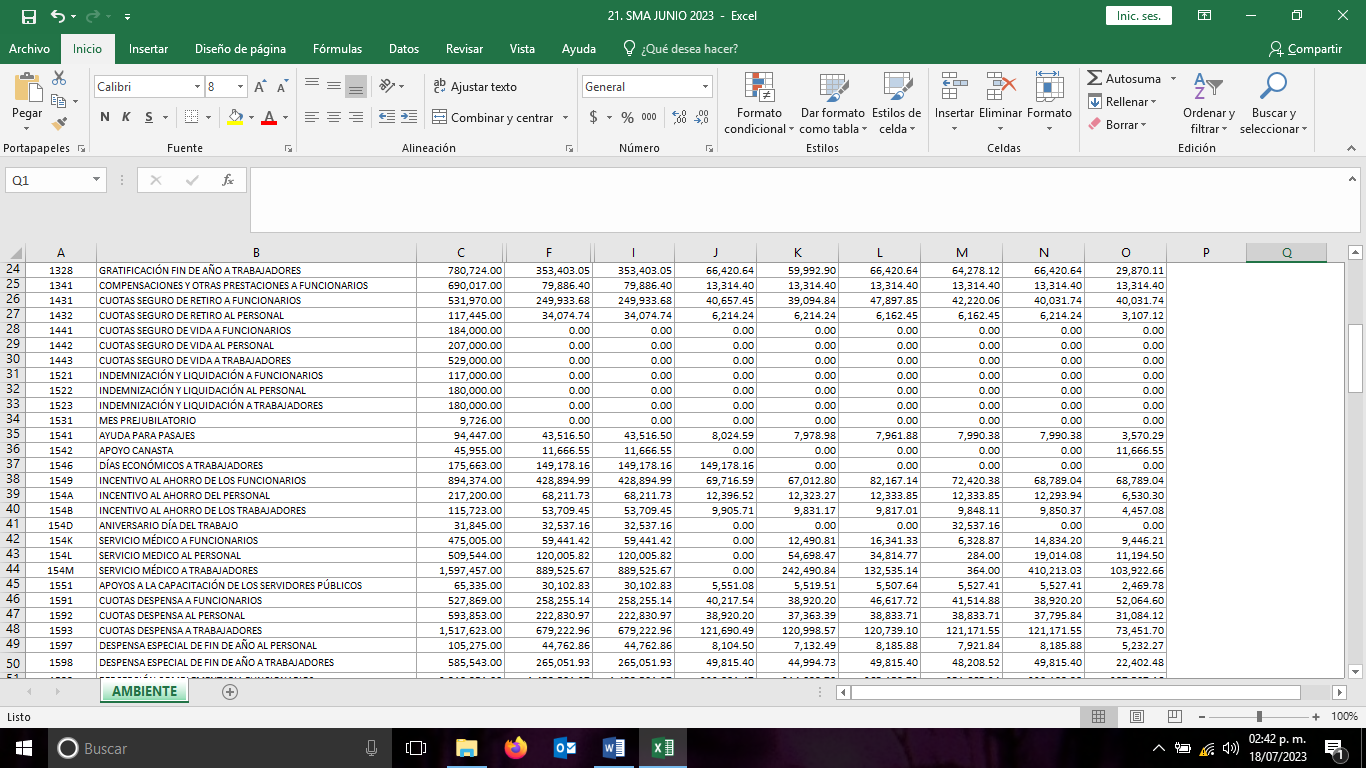 21. SMA JUNIO 2023 - Excel
Inic. ses.
Archivo Inicio Insertar Diseño de página Fórmulas Datos Revisar Vista Ayuda ¿Qué desea hacer? Compartir
Pegar
Calibri 8
N K S
Ajustar texto
Combinar y centrar
General
$ % 000
Formato condicional
Dar formato como tabla
Estilos de celda
Insertar Eliminar Formato
Autosuma
Rellenar
Borrar
Ordenar y filtrar
Buscar y seleccionar
Portapapeles Fuente Alineación Número Estilos Celdas Edición
Q1 fx
A B C F I J K L M N O P Q
24 1328 GRATIFICACIÓN FIN DE AÑO A TRABAJADORES 780,724.00 353,403.05 353,403.05 66,420.64 59,992.90 66,420.64 64,278.12 66,420.64 29,870.11
25 1341 COMPENSACIONES Y OTRAS PRESTACIONES A FUNCIONARIOS 690,017.00 79,886.40 79,886.40 13,314.40 13,314.40 13,314.40 13,314.40 13,314.40 13,314.40
26 1431 CUOTAS SEGURO DE RETIRO A FUNCIONARIOS 531,970.00 249,933.68 249,933.68 40,657.45 39,094.84 47,897.85 42,220.06 40,031.74 40,031.74
27 1432 CUOTAS SEGURO DE RETIRO AL PERSONAL 117,445.00 34,074.74 34,074.74 6,214.24 6,214.24 6,162.45 6,162.45 6,214.24 3,107.12
28 1441 CUOTAS SEGURO DE VIDA A FUNCIONARIOS 184,000.00 0.00 0.00 0.00 0.00 0.00 0.00 0.00 0.00
29 1442 CUOTAS SEGURO DE VIDA AL PERSONAL 207,000.00 0.00 0.00 0.00 0.00 0.00 0.00 0.00 0.00
30 1443 CUOTAS SEGURO DE VIDA A TRABAJADORES 529,000.00 0.00 0.00 0.00 0.00 0.00 0.00 0.00 0.00
31 1521 INDEMNIZACIÓN Y LIQUIDACIÓN A FUNCIONARIOS 117,000.00 0.00 0.00 0.00 0.00 0.00 0.00 0.00 0.00
32 1522 INDEMNIZACIÓN Y LIQUIDACIÓN AL PERSONAL 180,000.00 0.00 0.00 0.00 0.00 0.00 0.00 0.00 0.00
33 1523 INDEMNIZACIÓN Y LIQUIDACIÓN A TRABAJADORES 180,000.00 0.00 0.00 0.00 0.00 0.00 0.00 0.00 0.00
34 1531 MES PREJUBILATORIO 9,726.00 0.00 0.00 0.00 0.00 0.00 0.00 0.00 0.00
35 1541 AYUDA PARA PASAJES 94,447.00 43,516.50 43,516.50 8,024.59 7,978.98 7,961.88 7,990.38 7,990.38 3,570.29
36 1542 APOYO CANASTA 45,955.00 11,666.55 11,666.55 0.00 0.00 0.00 0.00 0.00 11,666.55
37 1546 DÍAS ECONÓMICOS A TRABAJADORES 175,663.00 149,178.16 149,178.16 149,178.16 0.00 0.00 0.00 0.00 0.00
38 1549 INCENTIVO AL AHORRO DE LOS FUNCIONARIOS 894,374.00 428,894.99 428,894.99 69,716.59 67,012.80 82,167.14 72,420.38 68,789.04 68,789.04
39 154A INCENTIVO AL AHORRO DEL PERSONAL 217,200.00 68,211.73 68,211.73 12,396.52 12,323.27 12,333.85 12,333.85 12,293.94 6,530.30
40 154B INCENTIVO AL AHORRO DE LOS TRABAJADORES 115,723.00 53,709.45 53,709.45 9,905.71 9,831.17 9,817.01 9,848.11 9,850.37 4,457.08
41 154D ANIVERSARIO DÍA DEL TRABAJO 31,845.00 32,537.16 32,537.16 0.00 0.00 0.00 32,537.16 0.00 0.00
42 154K SERVICIO MÉDICO A FUNCIONARIOS 475,005.00 59,441.42 59,441.42 0.00 12,490.81 16,341.33 6,328.87 14,834.20 9,446.21
43 154L SERVICIO MEDICO AL PERSONAL 509,544.00 120,005.82 120,005.82 0.00 54,698.47 34,814.77 284.00 19,014.08 11,194.50
44 154M SERVICIO MÉDICO A TRABAJADORES 1,597,457.00 889,525.67 889,525.67 0.00 242,490.84 132,535.14 364.00 410,213.03 103,922.66
45 1551 APOYOS A LA CAPACITACIÓN DE LOS SERVIDORES PÚBLICOS 65,335.00 30,102.83 30,102.83 5,551.08 5,519.51 5,507.64 5,527.41 5,527.41 2,469.78
46 1591 CUOTAS DESPENSA A FUNCIONARIOS 527,869.00 258,255.14 258,255.14 40,217.54 38,920.20 46,617.72 41,514.88 38,920.20 52,064.60
47 1592 CUOTAS DESPENSA AL PERSONAL 593,853.00 222,830.97 222,830.97 38,920.20 37,363.39 38,833.71 38,833.71 37,795.84 31,084.12
48 1593 CUOTAS DESPENSA A TRABAJADORES 1,517,623.00 679,222.96 679,222.96 121,690.49 120,998.57 120,739.10 121,171.55 121,171.55 73,451.70
49 1597 DESPENSA ESPECIAL DE FIN DE AÑO AL PERSONAL 105,275.00 44,762.86 44,762.86 8,104.50 7,132.49 8,185.88 7,921.84 8,185.88 5,232.27
50 1598 DESPENSA ESPECIAL DE FIN DE AÑO A TRABAJADORES 585,543.00 265,051.93 265,051.93 49,815.40 44,994.73 49,815.40 48,208.52 49,815.40 22,402.48
AMBIENTE
Listo 100%
Buscar
02:42 p. m.
18/07/2023
1